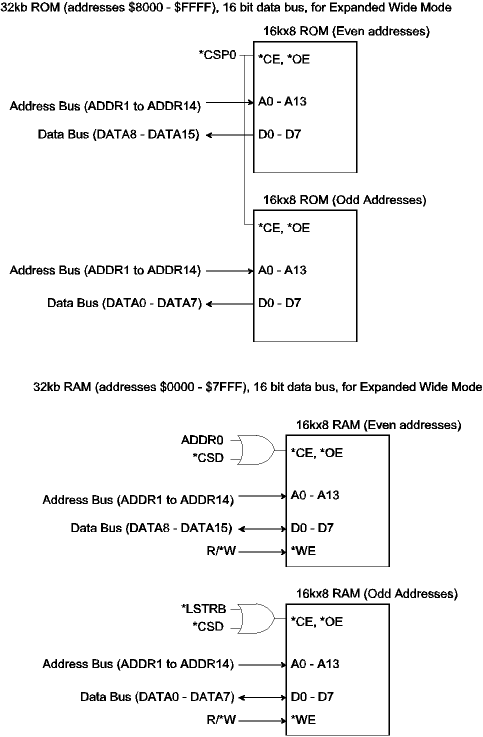 32kb ROM (addresses $8000 - $FFFF), 16 bit data bus, for Expanded Wide Mode
16kx8 ROM (Even addresses)
*CSP0
*CE, *OE
Address Bus (ADDR1 to ADDR14)
A0 - A13
Data Bus (DATA8 - DATA15)
D0 - D7
16kx8 ROM (Odd Addresses)
*CE, *OE
Address Bus (ADDR1 to ADDR14)
A0 - A13
Data Bus (DATA0 - DATA7)
D0 - D7
32kb RAM (addresses $0000 - $7FFF), 16 bit data bus, for Expanded Wide Mode
16kx8 RAM (Even addresses)
ADDR0
*CSD
*CE, *OE
Address Bus (ADDR1 to ADDR14)
A0 - A13
Data Bus (DATA8 - DATA15)
D0 - D7
R/*W
*WE
16kx8 RAM (Odd Addresses)
*LSTRB
*CSD
*CE, *OE
Address Bus (ADDR1 to ADDR14)
A0 - A13
Data Bus (DATA0 - DATA7)
D0 - D7
R/*W
*WE